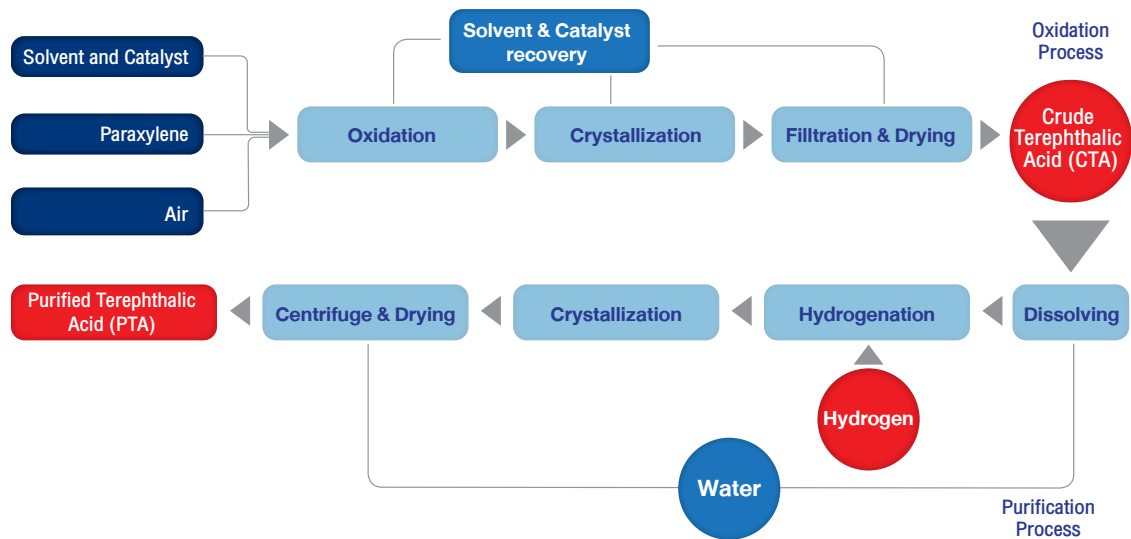 Solvent & Catalyst
recovery
Oxidation
Process
Solvent and Catalyst
Paraxylene
Air
Oxidation
Crystallization
Filltration & Drying
Crude
Terephthalic
Acid (CTA)
Purified Terephthalic
Acid (PTA)
Centrifuge & Drying
Crystallization
Hydrogenation
Dissolving
Hydrogen
Water
Purification
Process